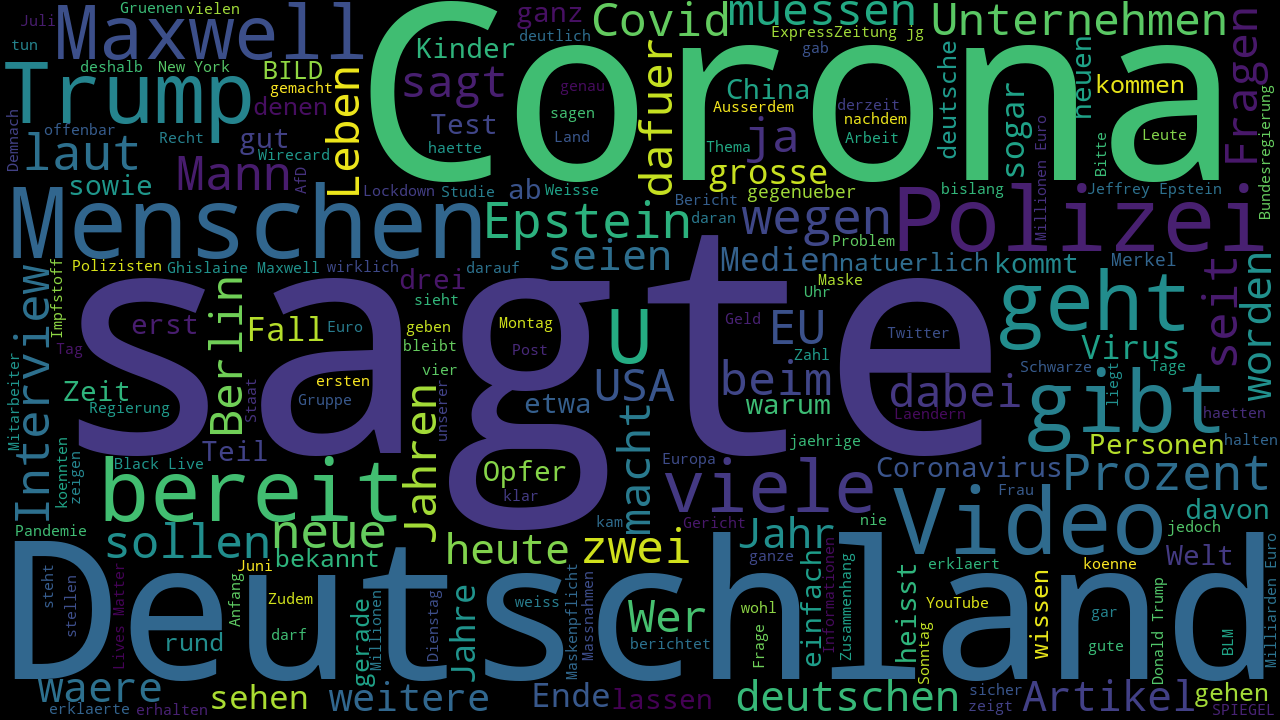 Juli
Gruenen
vielen
Maxwell
Corona
ganz
deutlich
Covid
muessen
ExpressZeitung jg
gab
Unternehmen
tun
Kinder
Trump
deshalb
New York
BILD
gemacht
denen
sagt
Leben
genau
sagen
Land
dafuer
China
Ausserdem
derzeit
nachdem
Arbeit
deutsche
sogar
neuen
kommen
Leute
Bitte
Fragen
Bundesregierung
Demnach
offenbar
Recht
laut
gut
Wirecard
Test
haette
Thema
ja
grosse
gegenueber
sowie
Mann
AfD
Lockdown
Studie
ab
Weisse
Bericht
daran
bislang
Millionen Euro
Jeffrey Epstein
Menschen
Epstein
wegen
Problem
Polizei
seien
Medien
natuerlich
kommt
Merkel
Polizisten
Ghislaine Maxwell
wirklich
darauf
drei
Maske
Uhr
Impfstoff
Interview
sagte
sieht
geht
seit
worden
erst
Berlin
Fall
Euro
geben
bleibt
Montag
Post
U
Geld
EU
Zahl
Twitter
Virus
Tag
Mitarbeiter
vier
Schwarze
Tage
liegt
Zeit
Regierung
Staat
ersten
Gruppe
unserer
etwa
USA
beim
warum
dabei
Laendern
gibt
haetten
Teil
Jahren
macht
jaehrige
Personen
halten
koennten
zeigen
Black Live
bereit
Opfer
klar
Europa
viele
Coronavirus
Prozent
Frau
Pandemie
sollen
neue
bekannt
kam
Gericht
Jahr
nie
Video
davon
jedoch
heute
zwei
ganze
Welt
Deutschland
Juni
erklaert
koenne
steht
stellen
Lives Matter
Anfang
Zudem
darf
gerade
Millionen
Dienstag
Jahre
weiss
Maskenpflicht
Massnahmen
Wer
berichtet
wohl
Frage
einfach
Informationen
Zusammenhang
heisst
Sonntag
YouTube
wissen
gar
gute
Donald Trump
BLM
Milliarden Euro
rund
waere
erklaerte
erhalten
sehen
weitere
Ende
lassen
deutschen
sicher
zeigt
Artikel
gehen
SPIEGEL